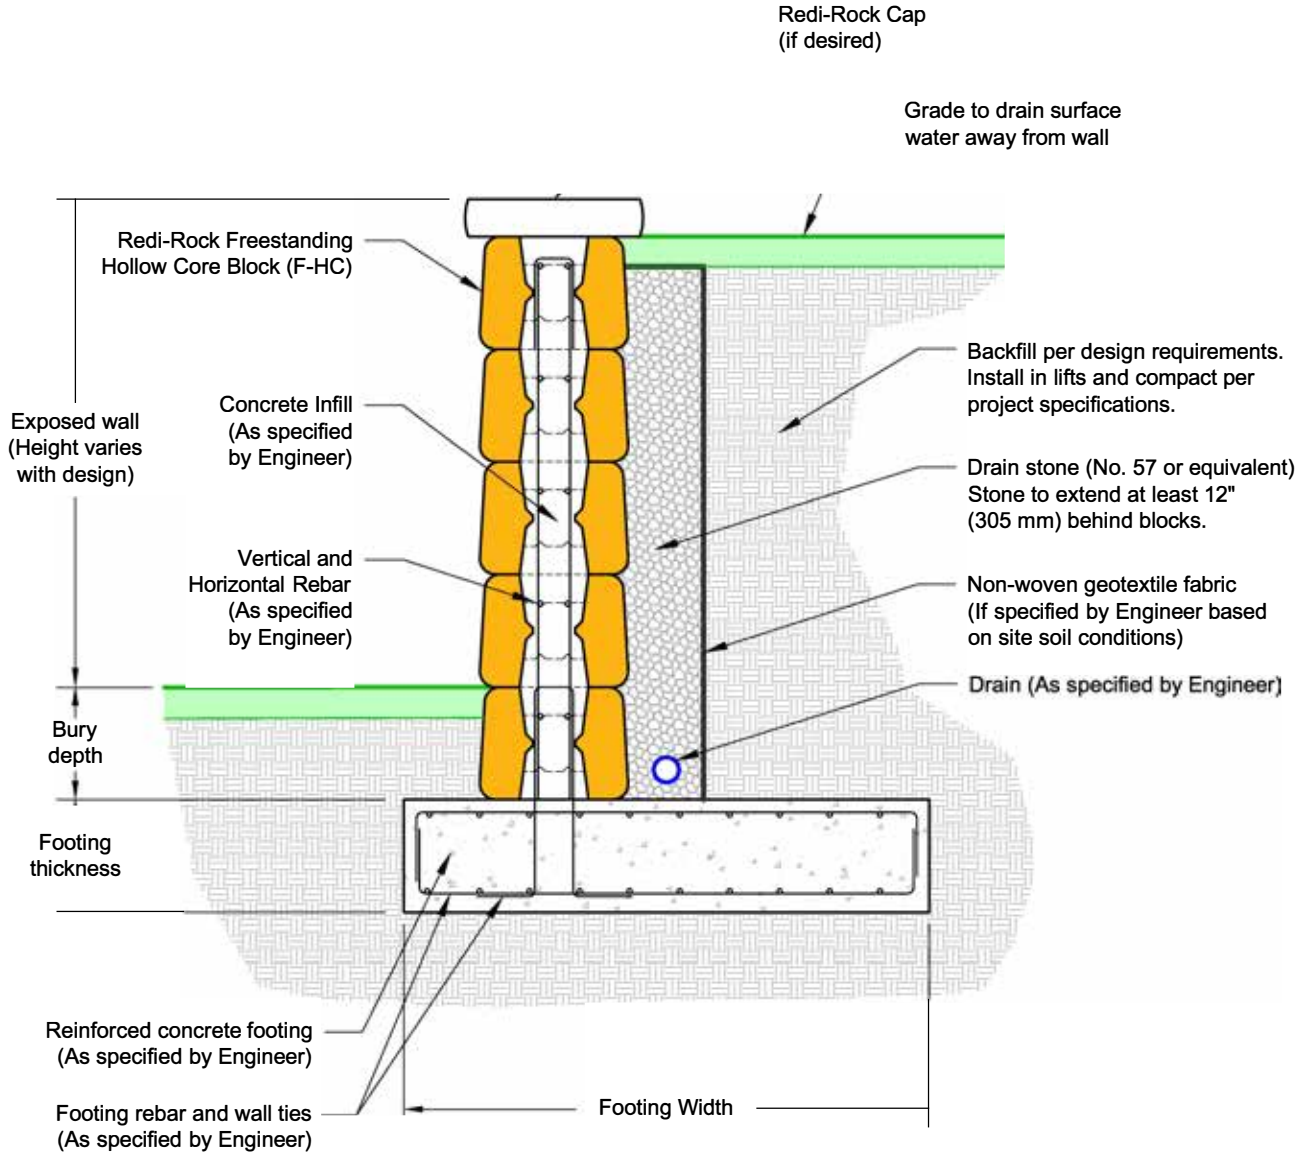 Redi-Rock Cap
(if desired)
Grade to drain surface
water away from wall
Redi-Rock Freestanding
Hollow Core Block (F-HC)
Backfill per design requirements.
Install in lifts and compact per
project specifications.
Exposed wall
(Height varies
with design)
Concrete Infill
(As specified
by Engineer)
Drain stone (No. 57 or equivalent)
Stone to extend at least 12"
(305 mm) behind blocks.
Vertical and
Horizontal Rebar
(As specified
by Engineer)
Non-woven geotextile fabric
(If specified by Engineer based
on site soil conditions)
Drain (As specified by Engineer)
Bury
depth
Footing
thickness
Reinforced concrete footing
(As specified by Engineer)
Footing rebar and wall ties
(As specified by Engineer)
Footing Width